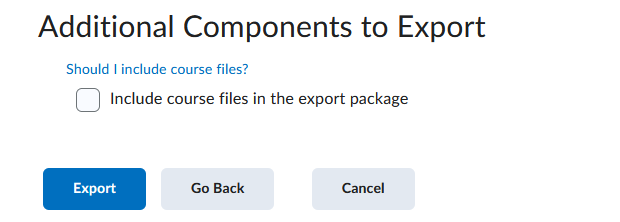 Additional Components to Export
Should I include course files?
Include course files in the export package
Export Go Back Cancel